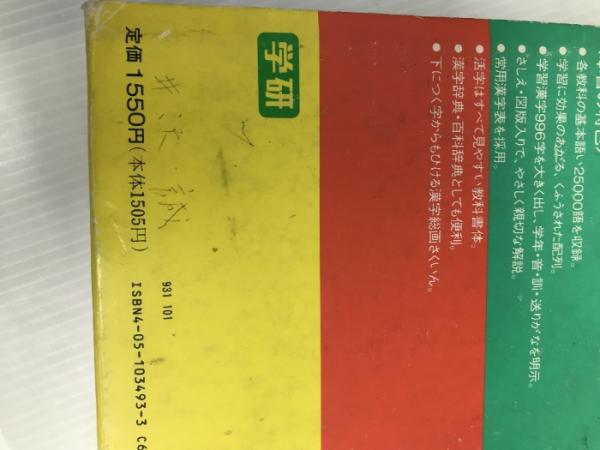 各教科の基本語い25000語を収録。
学習に効果のあがる、くふうされた配列。
学習漢字996字を大きく出し、学年・音・訓・送りがなを明示。
さしえ・図版入りで、やさしく親切な解説。
常用漢字表を採用。
活字はすべて見やすい教科書体。
漢字辞典・百科辞典としても便利。
下につく字からもひける漢字総画さくいん。
学研
定価1550円(本体1505円)
931 101
ISBN4-05-103493-3 C6